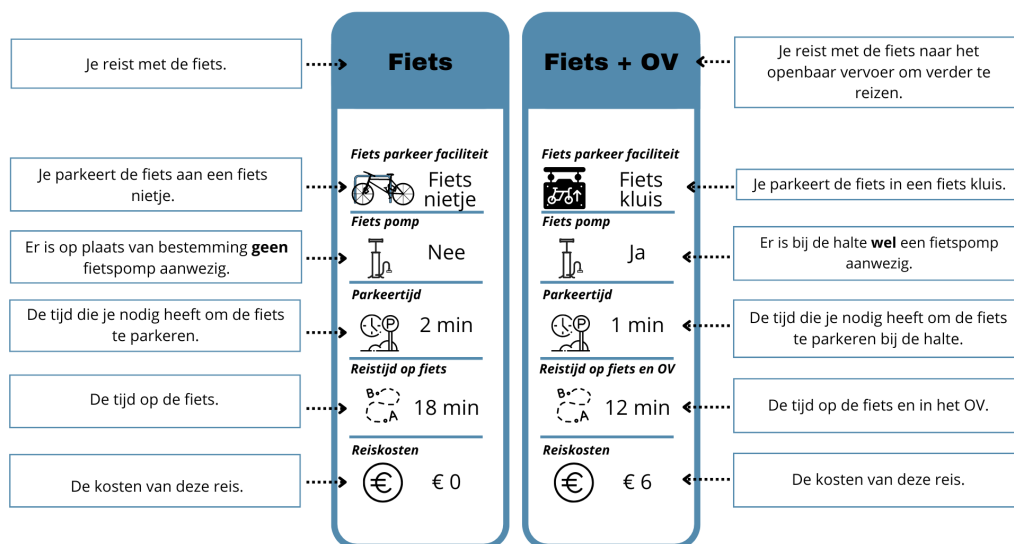 Je reist met de fiets.
Fiets
Fiets + OV
Je reist met de fiets naar het
openbaar vervoer om verder te
reizen.
Je parkeert de fiets aan een fiets
nietje.
Fiets parkeer faciliteit
Fiets
nietje
Fiets parkeer faciliteit
Fiets
kluis
Je parkeert de fiets in een fiets kluis.
Er is op plaats van bestemming geen
fietspomp aanwezig.
Fiets pomp
Nee
Fiets pomp
Ja
Er is bij de halte wel een fietspomp
aanwezig.
De tijd die je nodig heeft om de fiets
te parkeren.
Parkeertijd
P
2 min
Parkeertijd
P
1 min
De tijd die je nodig heeft om de fiets
te parkeren bij de halte.
De tijd op de fiets.
Reistijd op fiets
B
A
18 min
Reistijd op fiets en OV
B
A
12 min
De tijd op de fiets en in het OV.
De kosten van deze reis.
Reiskosten
€
€ 0
Reiskosten
€
€ 6
De kosten van deze reis.